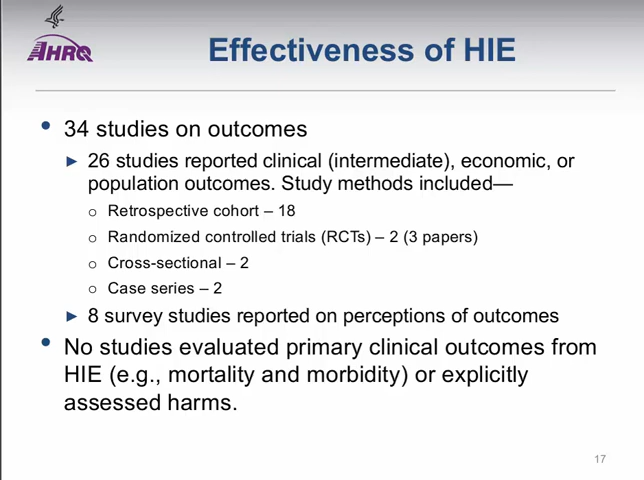 AHRQ
Effectiveness of HIE
• 34 studies on outcomes
► 26 studies reported clinical (intermediate), economic, or
population outcomes. Study methods included—
o Retrospective cohort – 18
o Randomized controlled trials (RCTs) – 2 (3 papers)
o Cross-sectional – 2
o Case series – 2
► 8 survey studies reported on perceptions of outcomes
• No studies evaluated primary clinical outcomes from
HIE (e.g., mortality and morbidity) or explicitly
assessed harms.
17